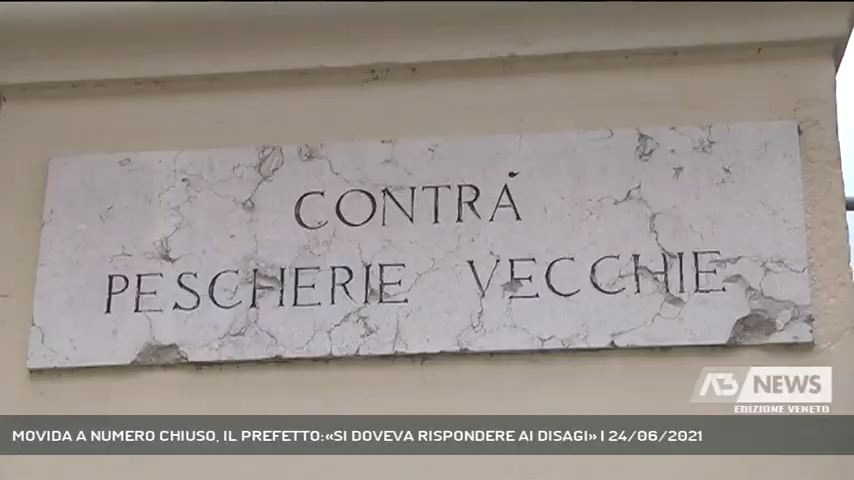 CONTRÀ
PESCHERIE VECCHIE
A3 NEWS
EDIZIONE VENETO
MOVIDA A NUMERO CHIUSO, IL PREFETTO:«SI DOVEVA RISPONDERE AI DISAGI» | 24/06/2021